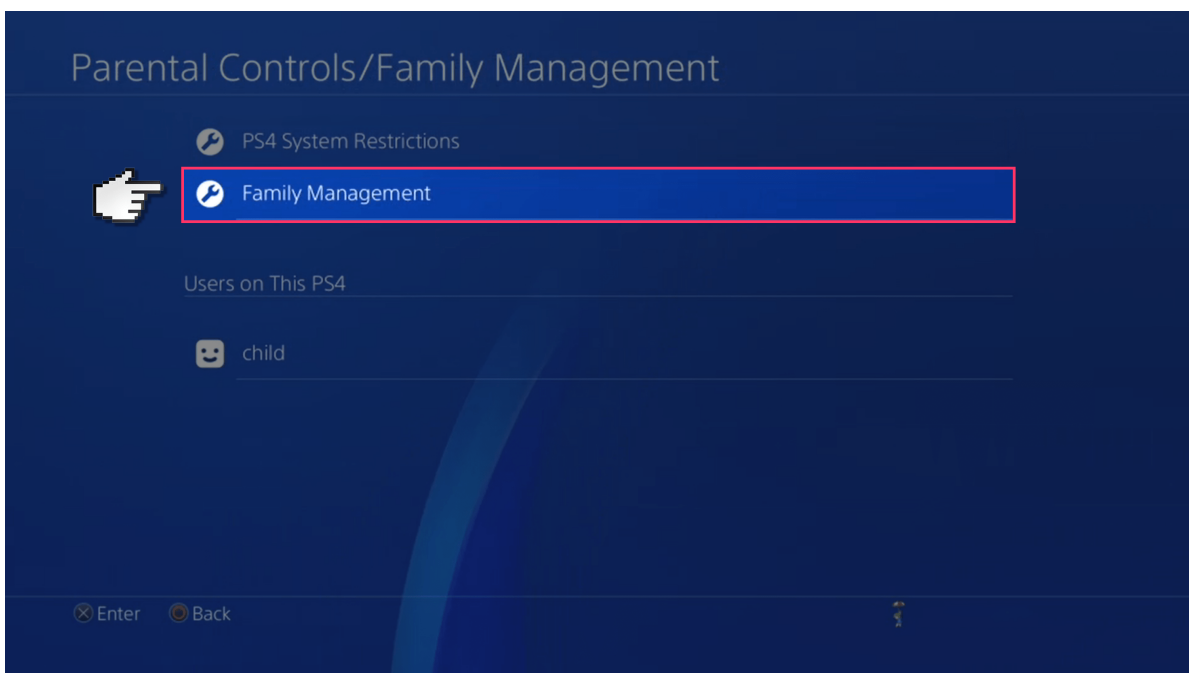 Parental Controls/Family Management
PS4 System Restrictions
Family Management
Users on This PS4
child
Enter
Back